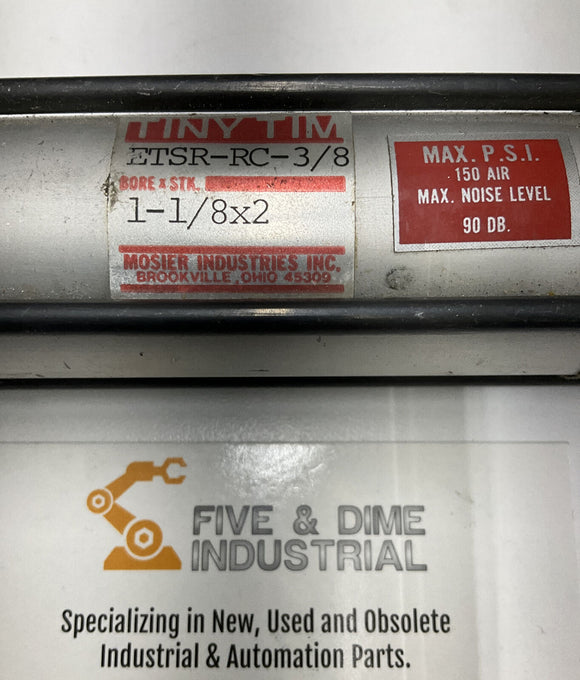 TINY TIM
ETSR-RC-3/8
BORE x STK.
1-1/8x2
MOSIER INDUSTRIES INC.
BROOKVILLE, OHIO 45309
MAX. P.S.I.
150 AIR
MAX. NOISE LEVEL
90 DB.
FIVE & DIME
INDUSTRIAL
Specializing in New, Used and Obsolete
Industrial & Automation Parts.